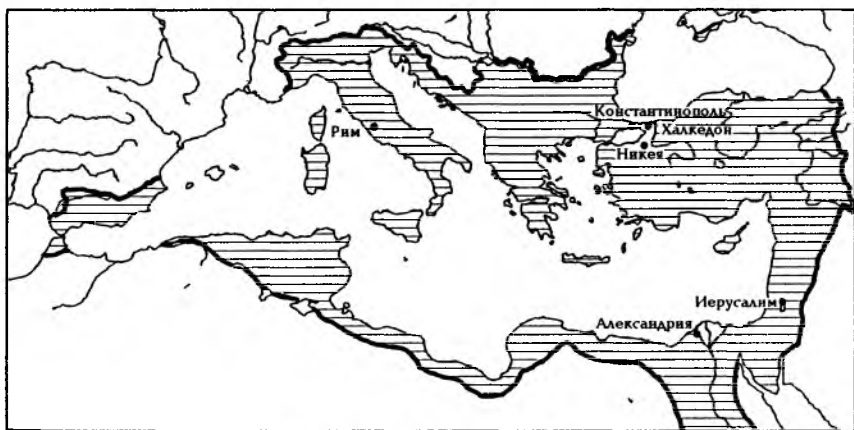 Константинополь
Халкедон
Рим
Никея
Иерусалим
Александрия